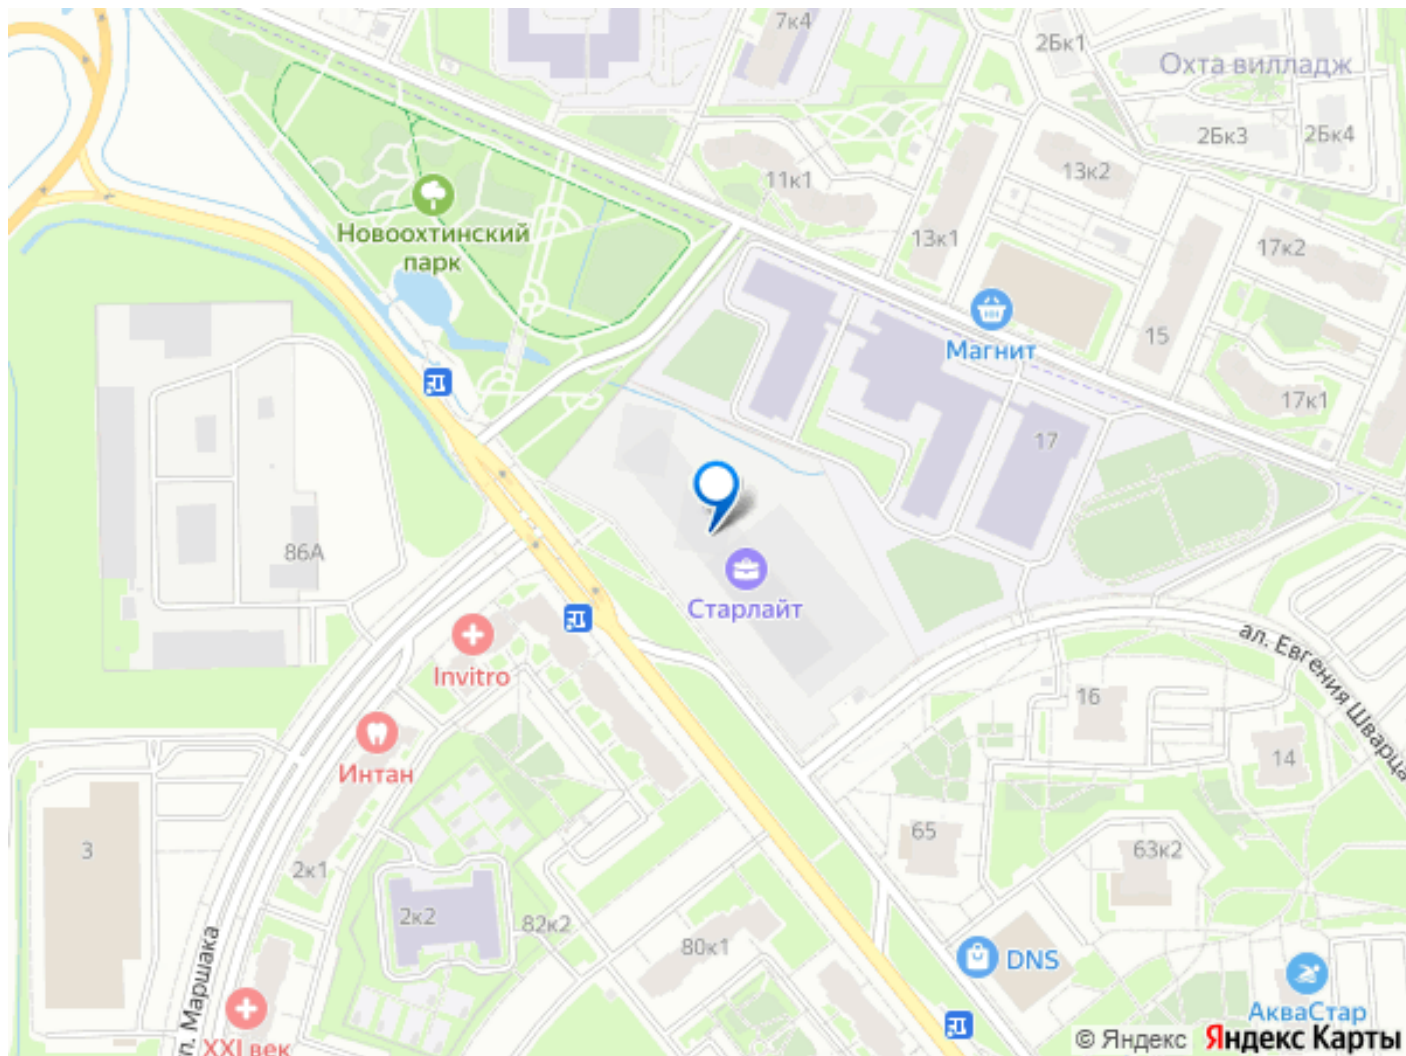 7к4
2Бк1
Охта вилладж
2Бк3
2Бк4
11к1
13к2
Новоохтинский
парк
13к1
17к2
15
Магнит
17к1
17
86А
Старлайт
ал. Евгения Шварца
Invitro
16
Интан
14
3
65
63к2
2к1
2к2
82к2
80к1
DNS
ул. Маршака
АкваСтар
XXI век
© Яндекс Яндекс Карты